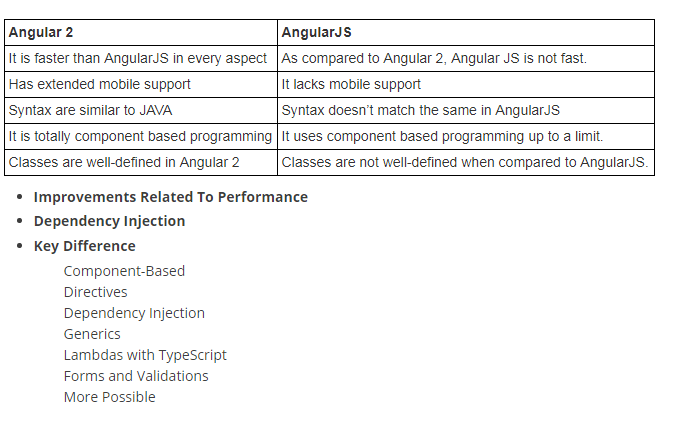 Angular 2 AngularJS
It is faster than AngularJS in every aspect As compared to Angular 2, Angular JS is not fast.
Has extended mobile support It lacks mobile support
Syntax are similar to JAVA Syntax doesn’t match the same in AngularJS
It is totally component based programming It uses component based programming up to a limit.
Classes are well-defined in Angular 2 Classes are not well-defined when compared to AngularJS.
• Improvements Related To Performance
• Dependency Injection
• Key Difference
Component-Based
Directives
Dependency Injection
Generics
Lambdas with TypeScript
Forms and Validations
More Possible